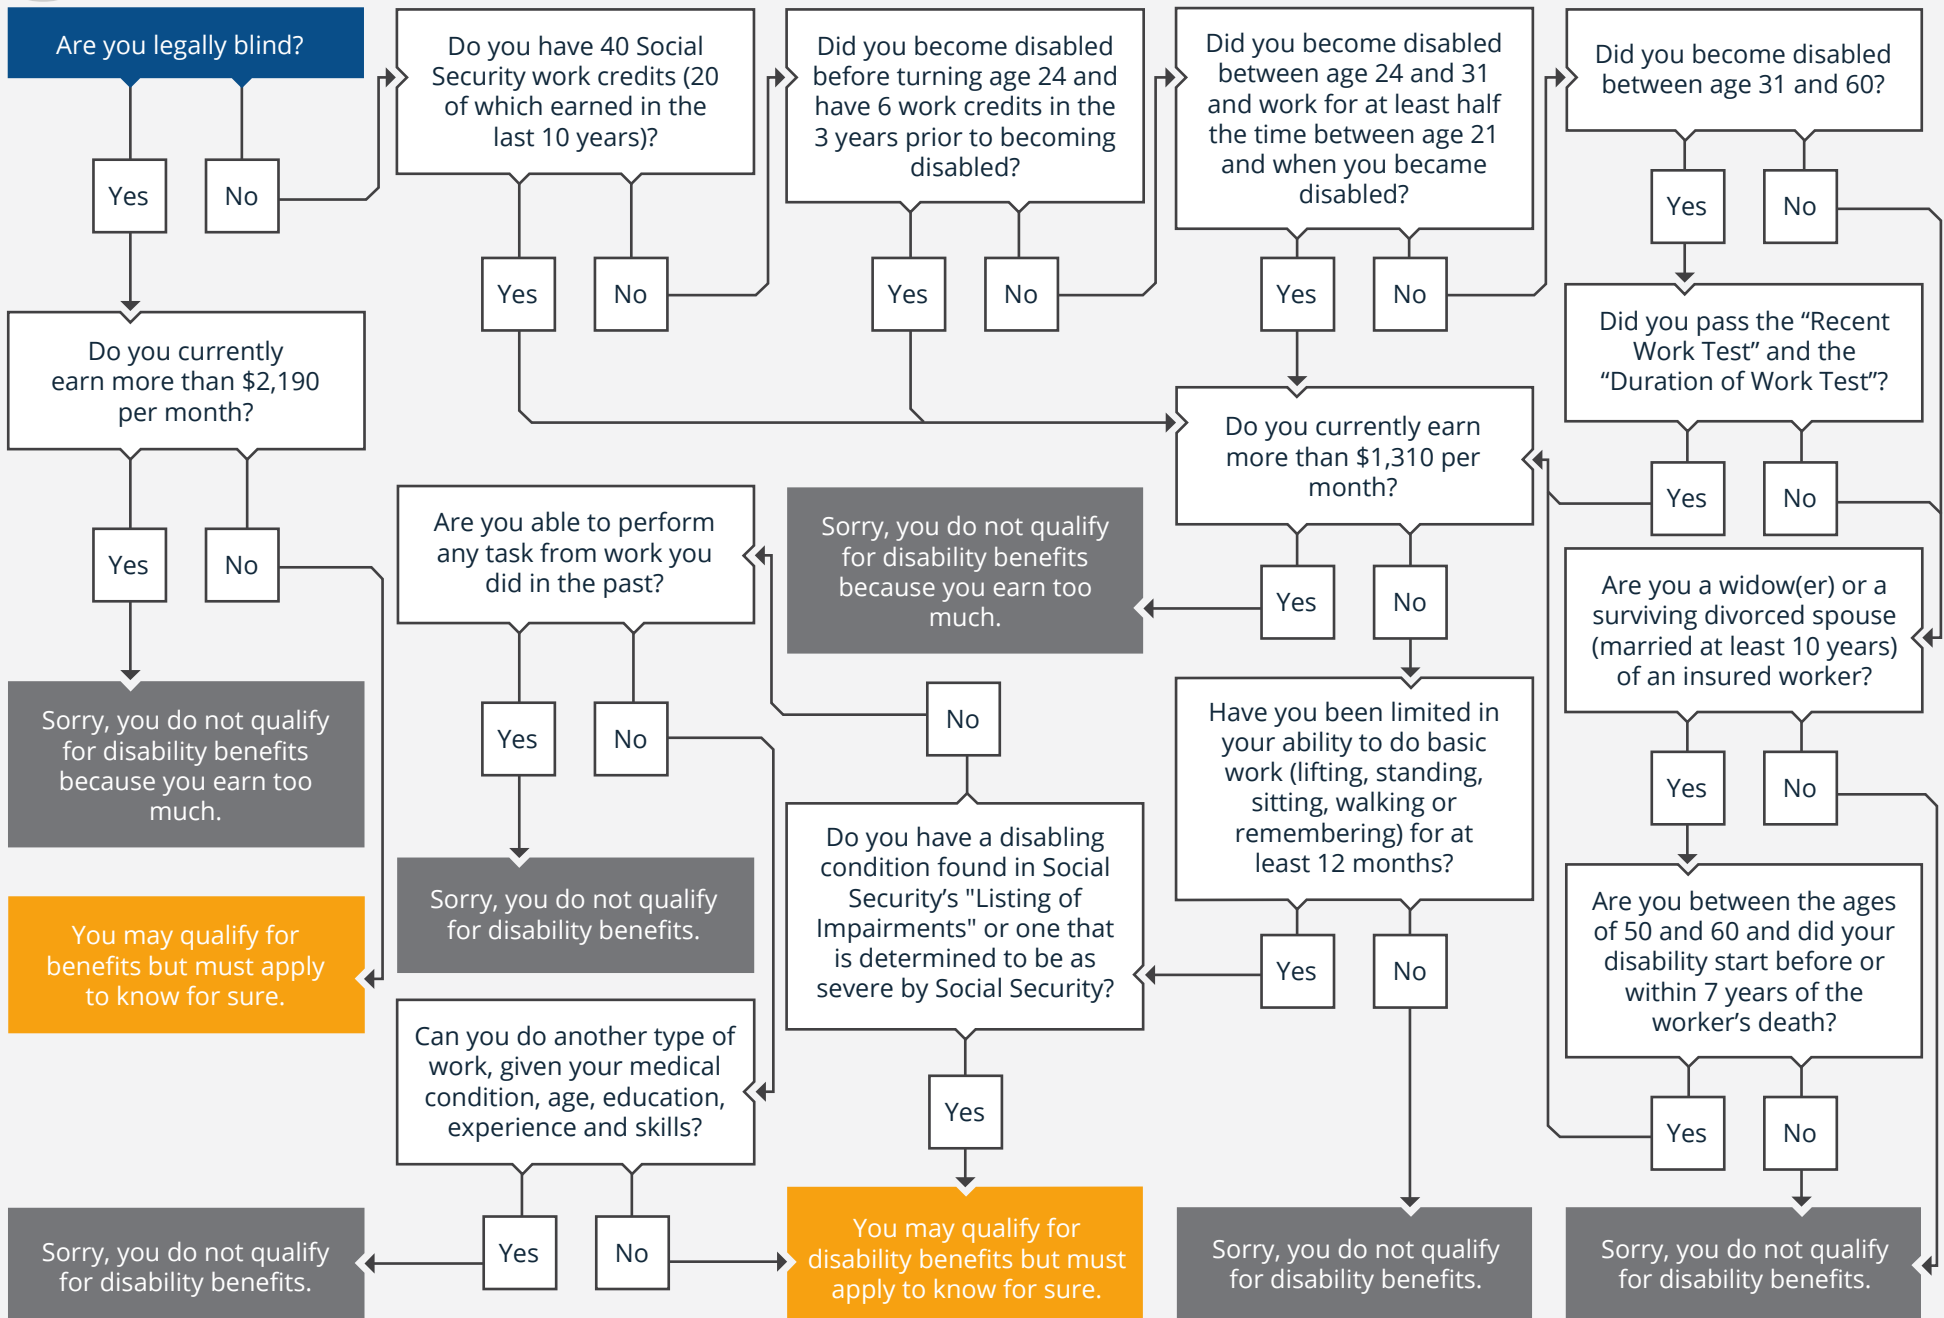 Are you legally blind?
Yes
No
Do you have 40 Social
Security work credits (20
of which earned in the
last 10 years)?
Yes
No
Did you become disabled
before turning age 24 and
have 6 work credits in the
3 years prior to becoming
disabled?
Yes
No
Did you become disabled
between age 24 and 31
and work for at least half
the time between age 21
and when you became
disabled?
Yes
No
Did you become disabled
between age 31 and 60?
Yes
No
Do you currently
earn more than $2,190
per month?
Yes
No
Did you pass the “Recent
Work Test” and the
“Duration of Work Test”?
Yes
No
Do you currently earn
more than $1,310 per
month?
Yes
No
Sorry, you do not qualify
for disability benefits
because you earn too
much.
Are you able to perform
any task from work you
did in the past?
Yes
No
Are you a widow(er) or a
surviving divorced spouse
(married at least 10 years)
of an insured worker?
Yes
No
Sorry, you do not qualify
for disability benefits
because you earn too
much.
Have you been limited in
your ability to do basic
work (lifting, standing,
sitting, walking or
remembering) for at
least 12 months?
Yes
No
No
Do you have a disabling
condition found in Social
Security’s "Listing of
Impairments" or one that
is determined to be as
severe by Social Security?
Yes
Sorry, you do not qualify
for disability benefits.
You may qualify for
benefits but must apply
to know for sure.
Are you between the ages
of 50 and 60 and did your
disability start before or
within 7 years of the
worker’s death?
Yes
No
Can you do another type of
work, given your medical
condition, age, education,
experience and skills?
Yes
No
Sorry, you do not qualify
for disability benefits.
You may qualify for
disability benefits but must
apply to know for sure.
Sorry, you do not qualify
for disability benefits.
Sorry, you do not qualify
for disability benefits.